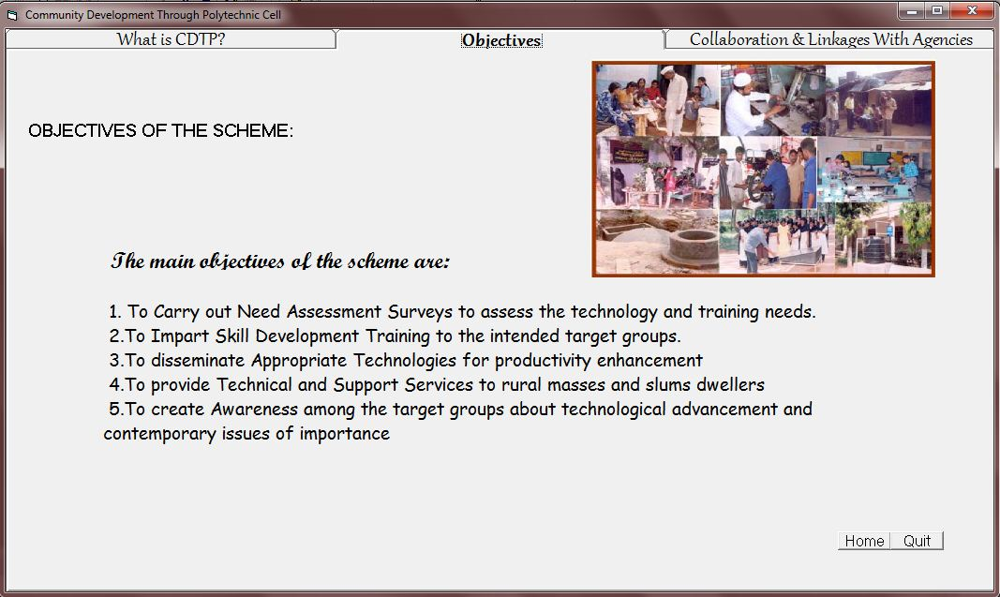 Community Development Through Polytechnic Cell
What is CDTP?
Objectives
Collaboration & Linkages With Agencies
OBJECTIVES OF THE SCHEME:
The main objectives of the scheme are:
1. To Carry out Need Assessment Surveys to assess the technology and training needs.
2.To Impart Skill Development Training to the intended target groups.
3.To disseminate Appropriate Technologies for productivity enhancement
4.To provide Technical and Support Services to rural masses and slums dwellers
5.To create Awareness among the target groups about technological advancement and
contemporary issues of importance
Home
Quit